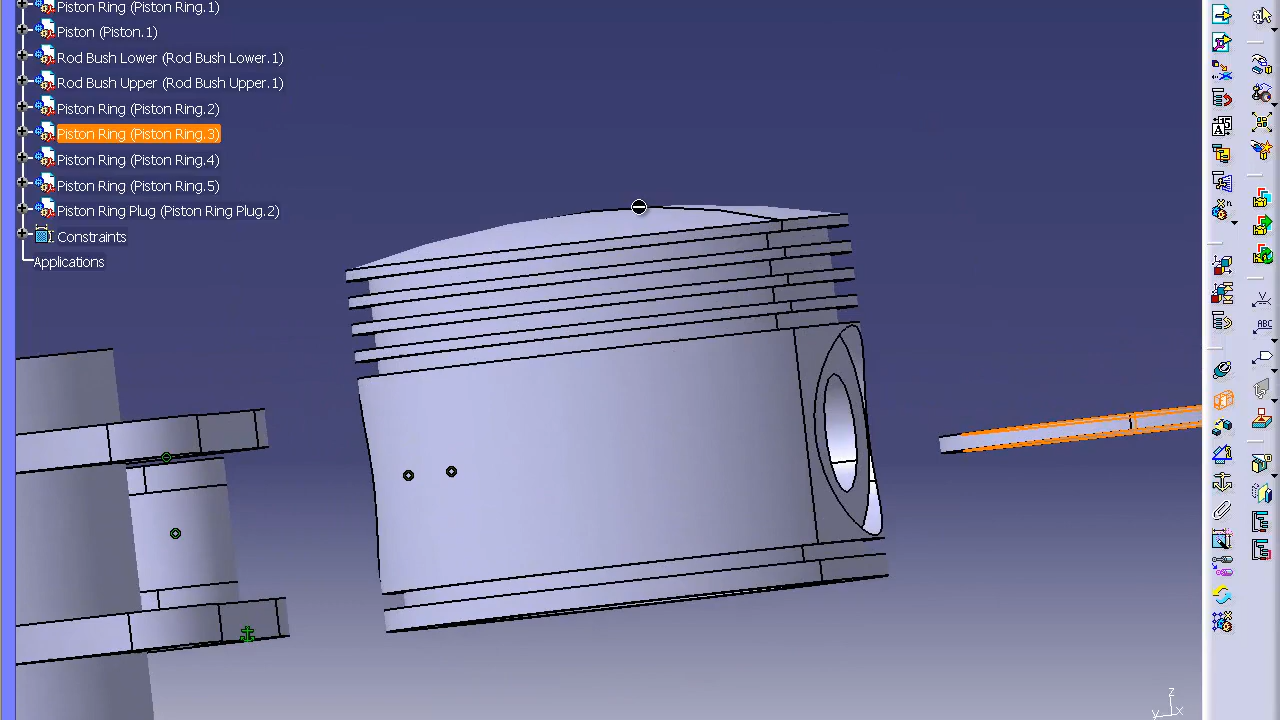 Piston Ring (Piston Ring.1)
Piston (Piston.1)
Rod Bush Lower (Rod Bush Lower.1)
Rod Bush Upper (Rod Bush Upper.1)
Piston Ring (Piston Ring.2)
Piston Ring (Piston Ring.3)
Piston Ring (Piston Ring.4)
Piston Ring (Piston Ring.5)
Piston Ring Plug (Piston Ring Plug.2)
Constraints
Applications
ABC
z
y x